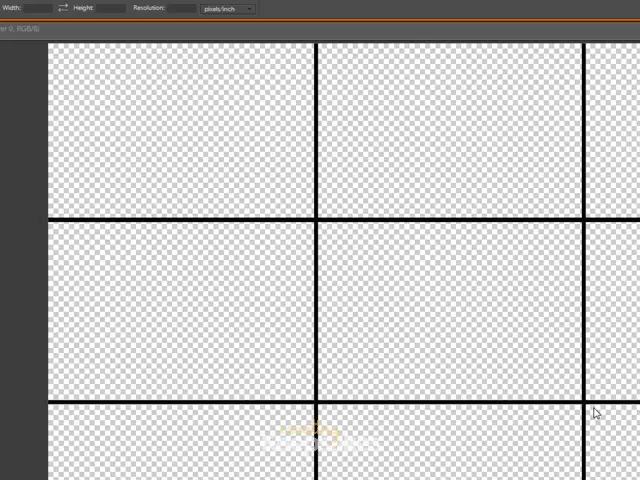 Width: Height: Resolution: pixels/inch
er 0, RGB/8)